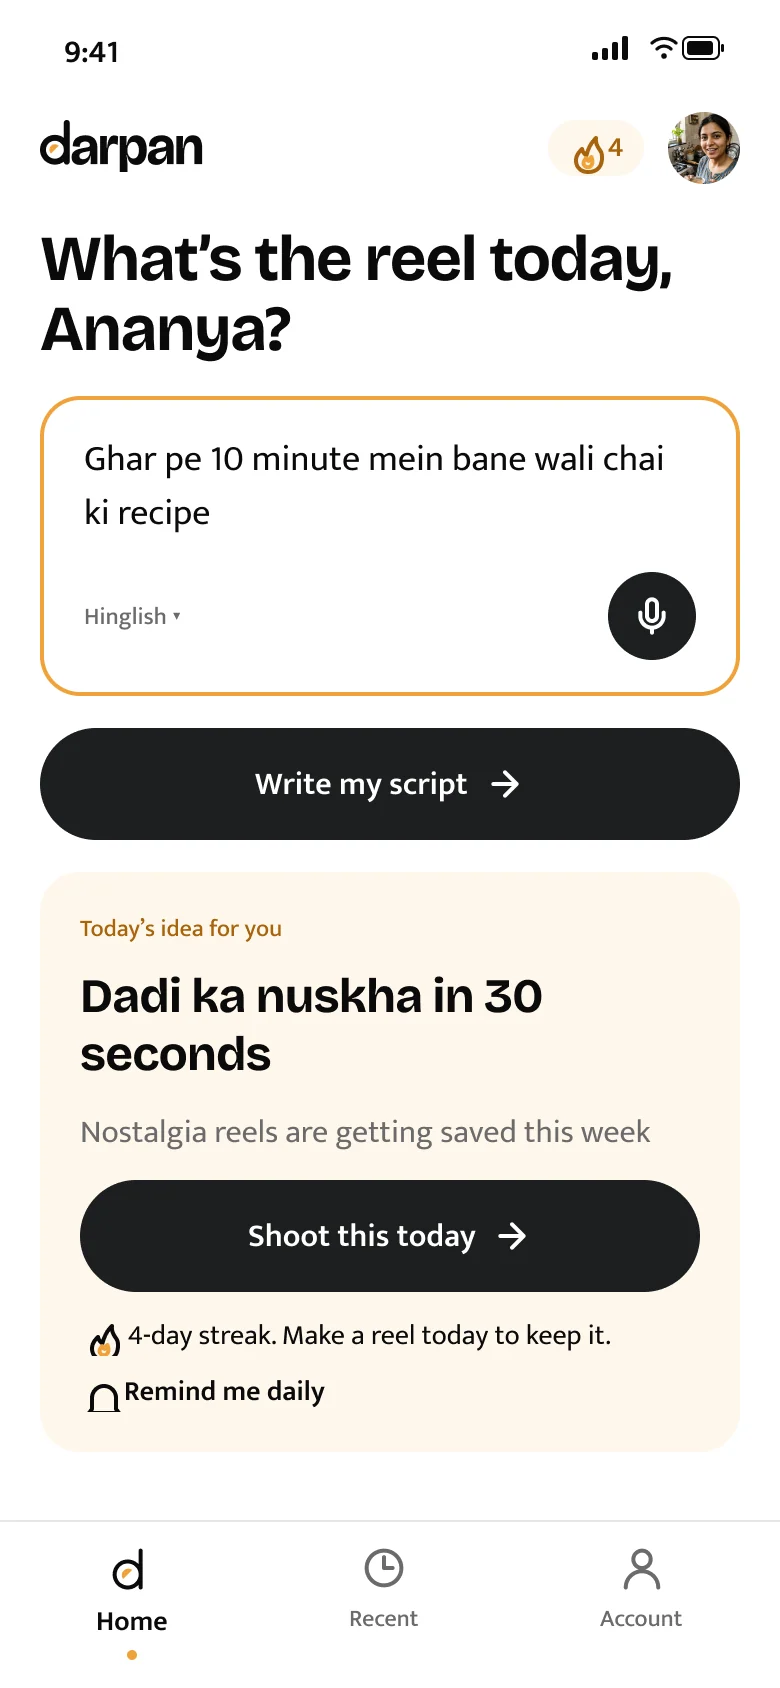 9:41
darpan
4
What’s the reel today,
Ananya?
Ghar pe 10 minute mein bane wali chai
ki recipe
Hinglish ▾
Write my script →
Today’s idea for you
Dadi ka nuskha in 30
seconds
Nostalgia reels are getting saved this week
Shoot this today →
4-day streak. Make a reel today to keep it.
Remind me daily
Home
Recent
Account